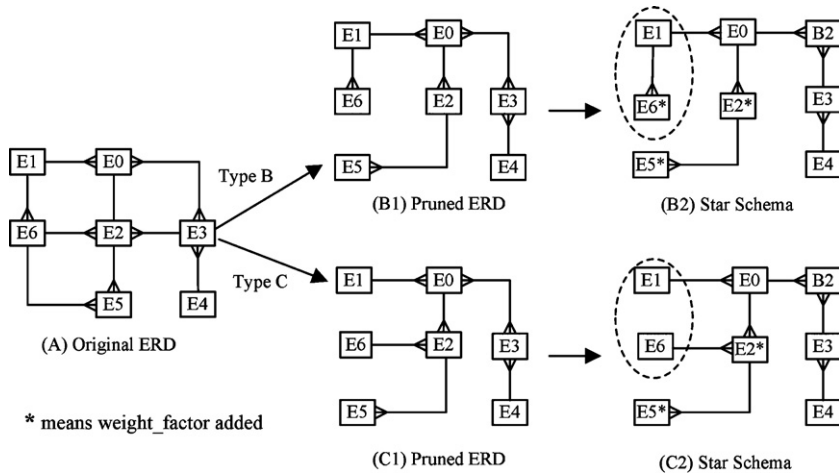 E1 E0 E1 E0 B2
E6 E2 E3 E6* E2* E3
E1 E0 Type B E5 E4 E5* E4
(B1) Pruned ERD (B2) Star Schema
E6 E2 E3
Type C E1 E0 E1 E0 B2
E5 E4
(A) Original ERD E6 E2 E3 E6 E2* E3
E5 E4 E5* E4
* means weight_factor added
(C1) Pruned ERD (C2) Star Schema